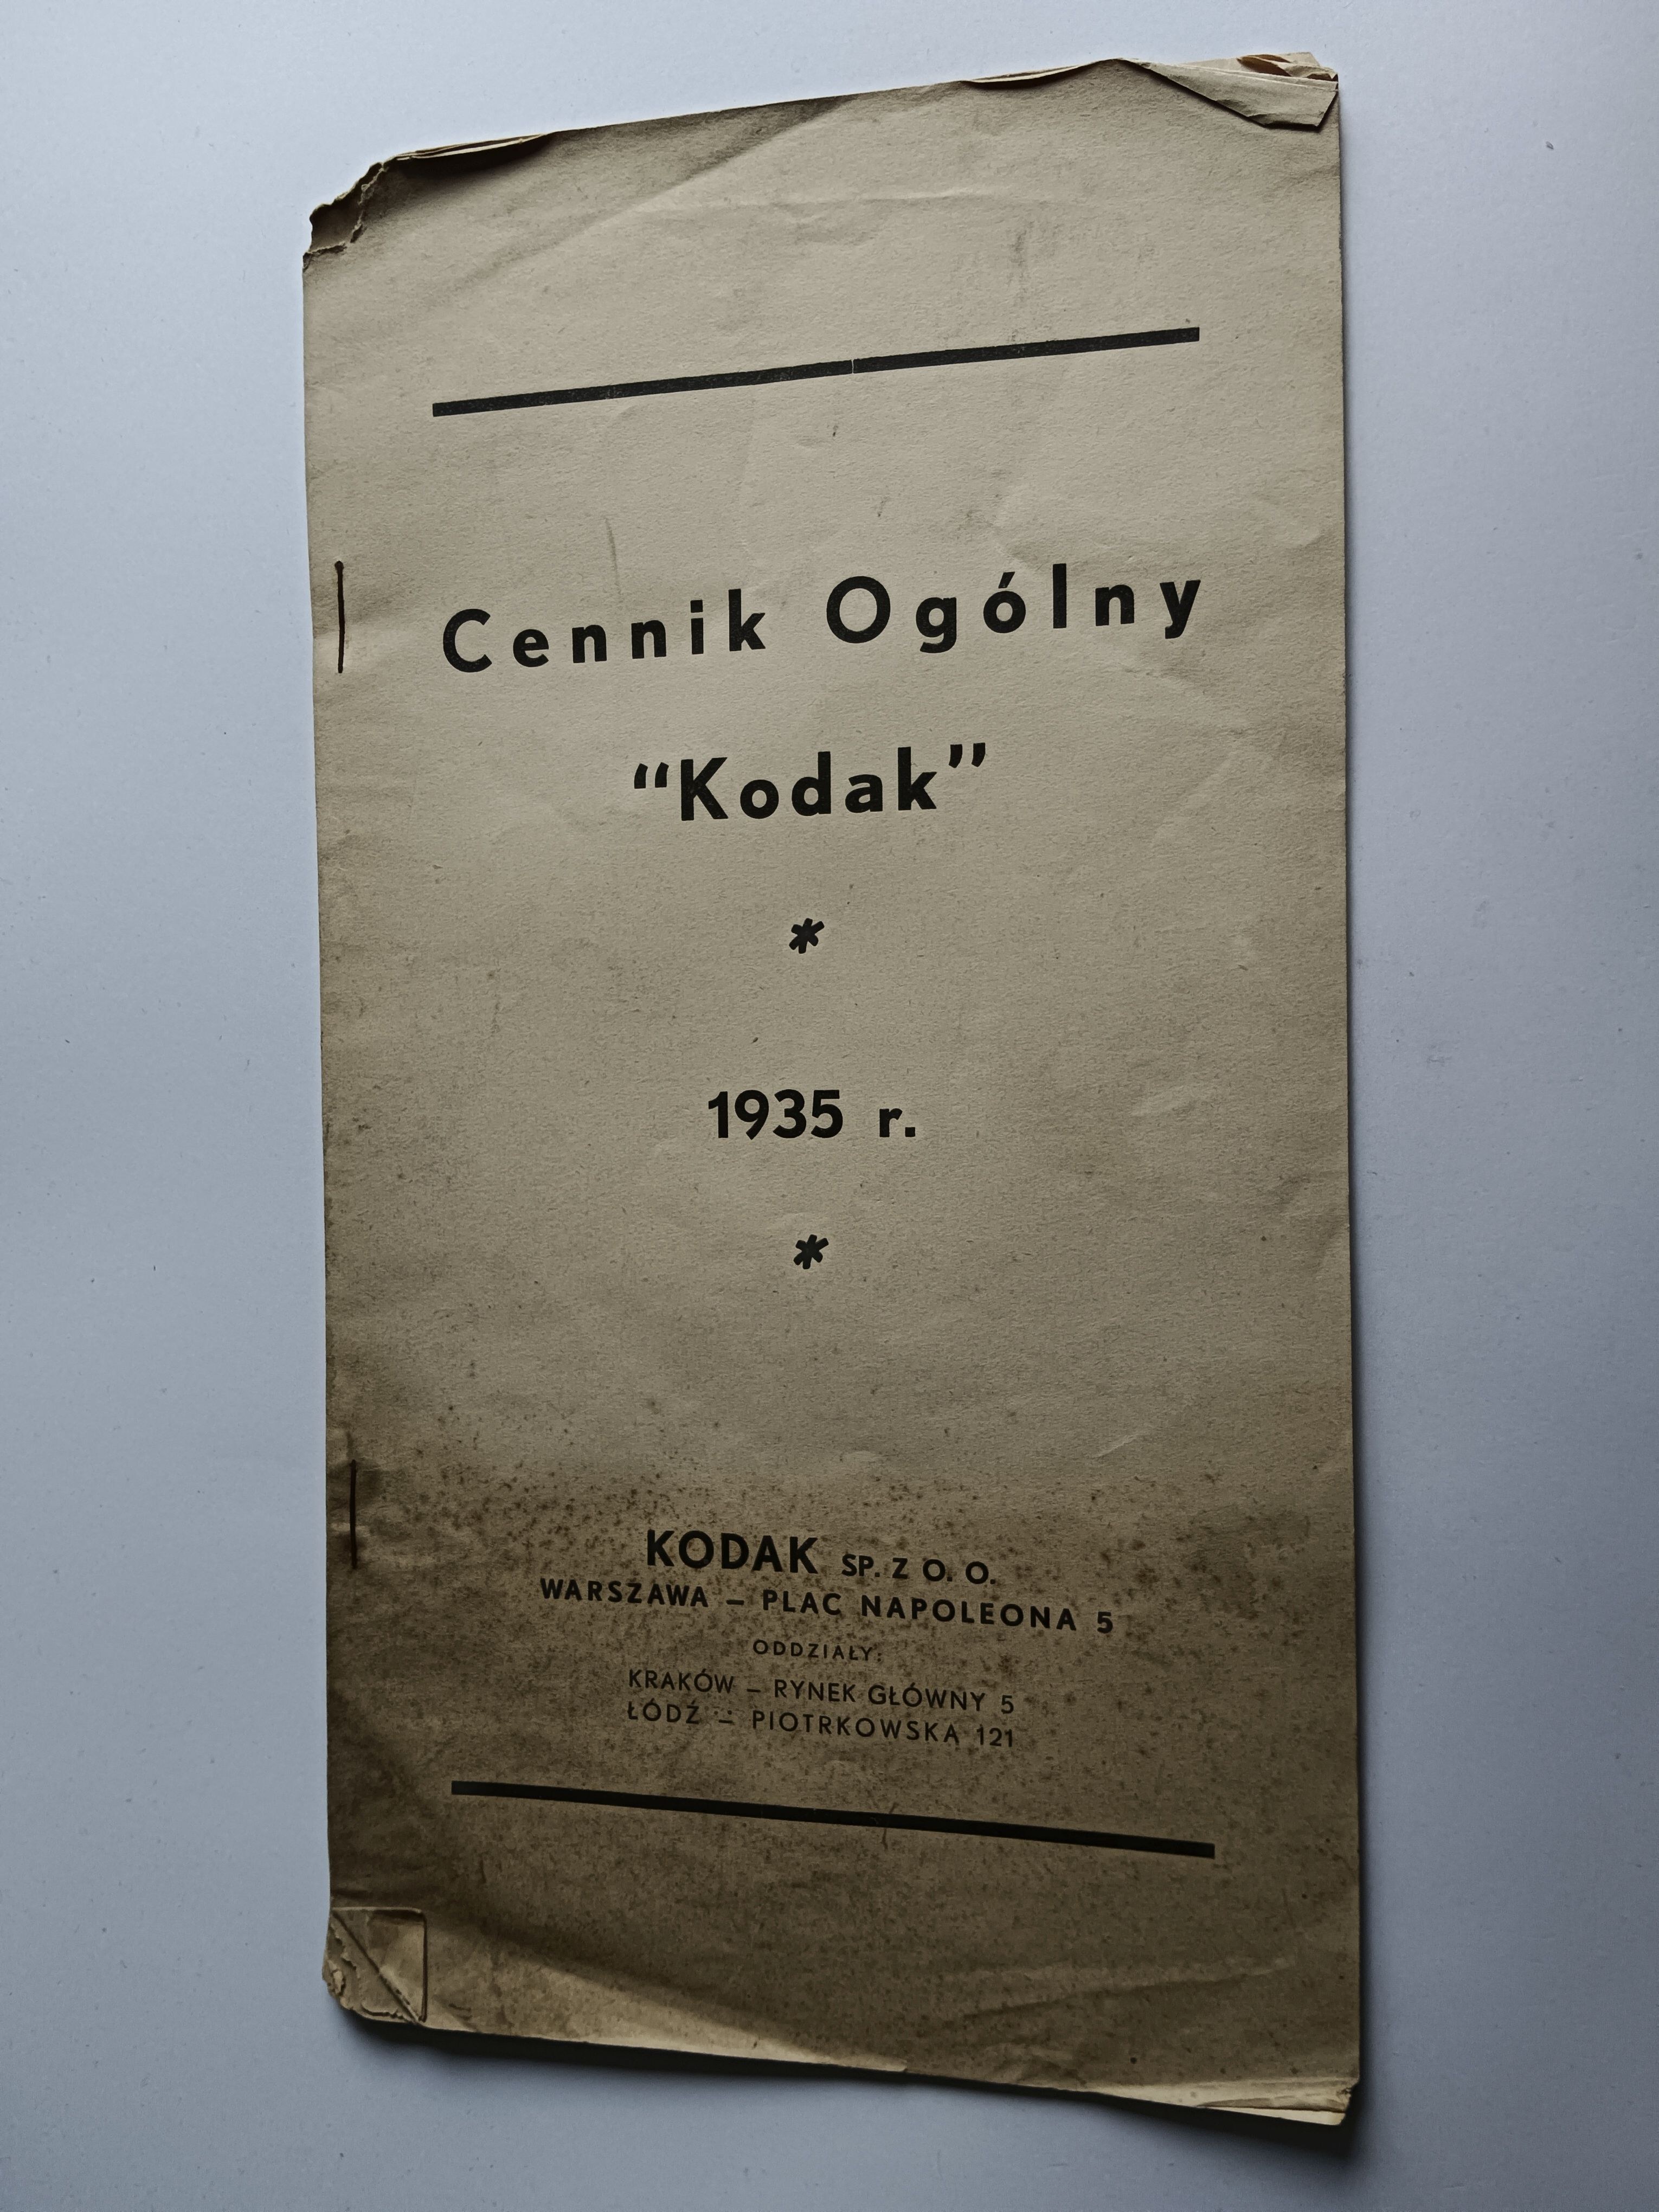 Cennik Ogólny
“Kodak”
*
1935 r.
*
KODAK SP. Z O. O.
WARSZAWA – PLAC NAPOLEONA 5
ODDZIAŁY:
KRAKÓW – RYNEK GŁÓWNY 5
ŁÓDŹ – PIOTRKOWSKA 121